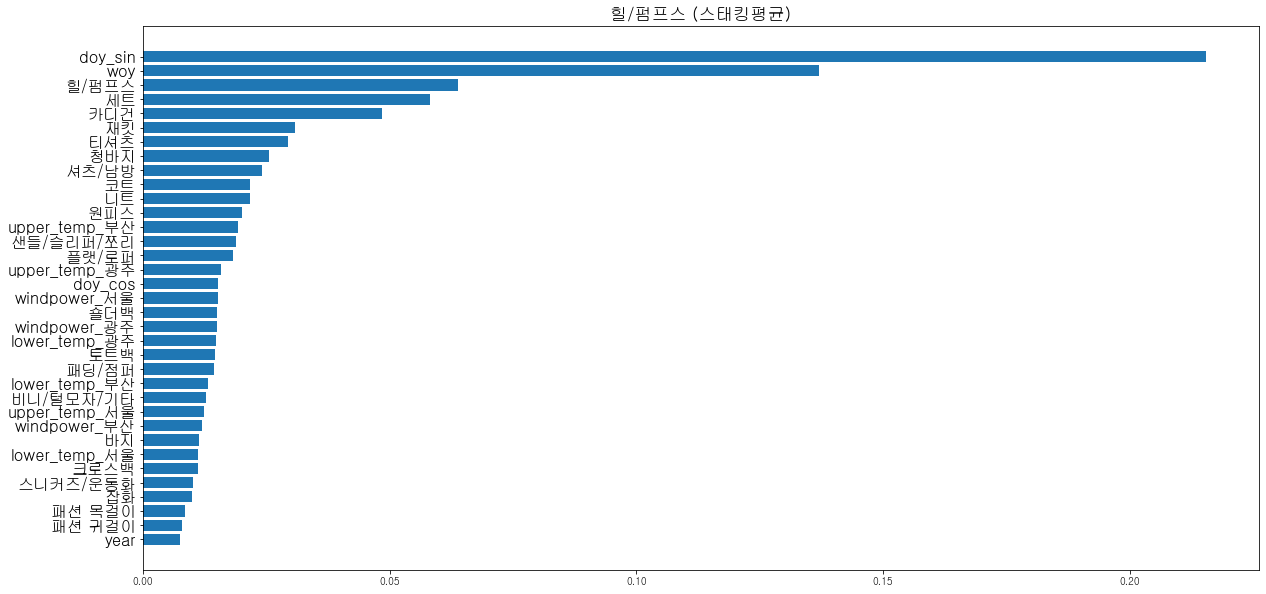 힐/펌프스 (스태킹평균)
doy_sin
woy
힐/펌프스
세트
카디건
재킷
티셔츠
청바지
셔츠/남방
코트
니트
원피스
upper_temp_부산
샌들/슬리퍼/쪼리
플랫/로퍼
upper_temp_광주
doy_cos
windpower_서울
숄더백
windpower_광주
lower_temp_광주
토트백
패딩/점퍼
lower_temp_부산
비니/털모자/기타
upper_temp_서울
windpower_부산
바지
lower_temp_서울
크로스백
스니커즈/운동화
잡화
패션 목걸이
패션 귀걸이
year
0.00 0.05 0.10 0.15 0.20